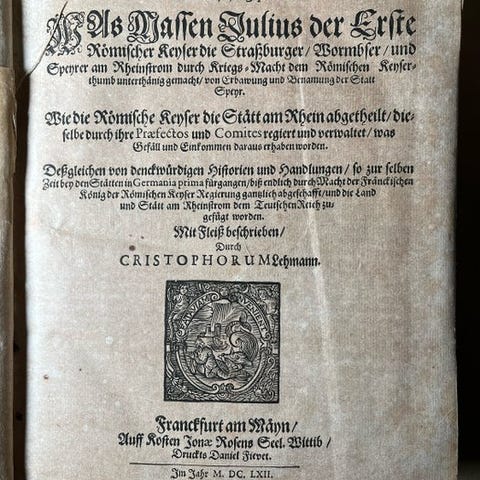 WAs Massen Julius der Erste
Römischer Keyser die Straßburger / Wormbser / und
Speyrer am Rheinstrom durch Kriegs-Macht dem Römischen Keyser-
thumb unterthänig gemacht / von Erbawung und Benamung der Statt
Speyr.
Wie die Römische Keyser die Stätt am Rhein abgetheilt / die-
selbe durch ihre Præfectos und Comites regiert und verwaltet / was
Gefäll und Einkommen daraus erhaben worden.
Deßgleichen von denckwürdigen Historien und Handlungen / so zur selben
Zeit bey den Stätten in Germania prima fürgangen / biß endlich durch Macht der Fränckischen
König der Römischen Keyser Regierung gantzlich abgeschafft / und die Land
und Stätt am Rheinstrom dem Teutschen Reich zu-
gefügt worden.
Mit Fleiß beschrieben /
Durch
CRISTOPHORUM Lehmann.
Franckfurt am Mäyn /
Auff Kosten Jonæ Rosens Seel. Wittib /
Druckts Daniel Fievet.
Im Jahr M. DC. LXII.